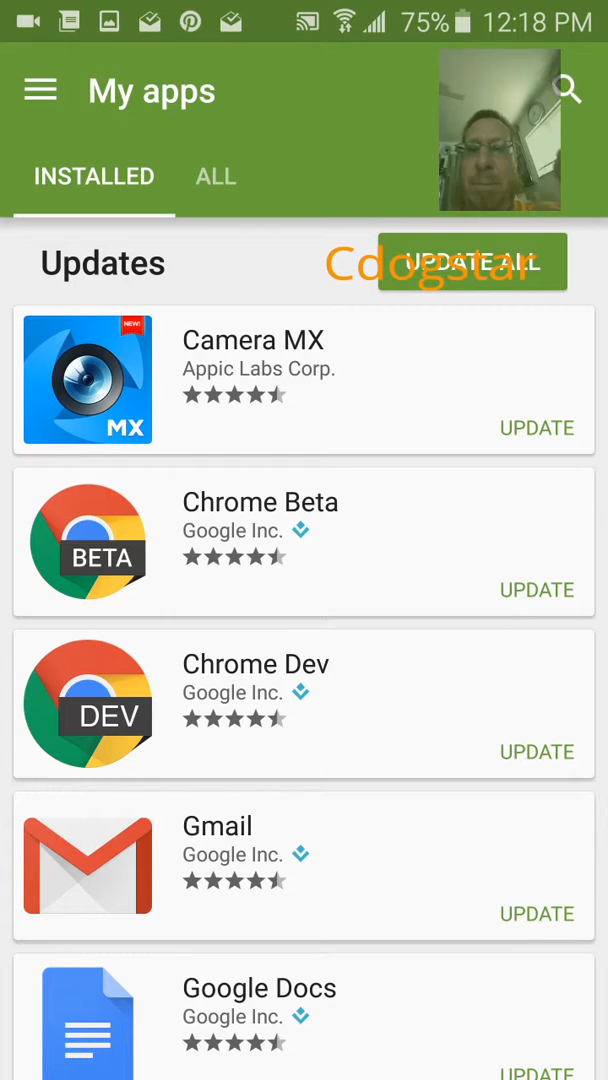 75% 12:18 PM
My apps
INSTALLED ALL
Updates
UPDATE ALL
Cdogstar
NEW!
MX
Camera MX
Appic Labs Corp.
UPDATE
BETA
Chrome Beta
Google Inc.
UPDATE
DEV
Chrome Dev
Google Inc.
UPDATE
Gmail
Google Inc.
UPDATE
Google Docs
Google Inc.
UPDATE